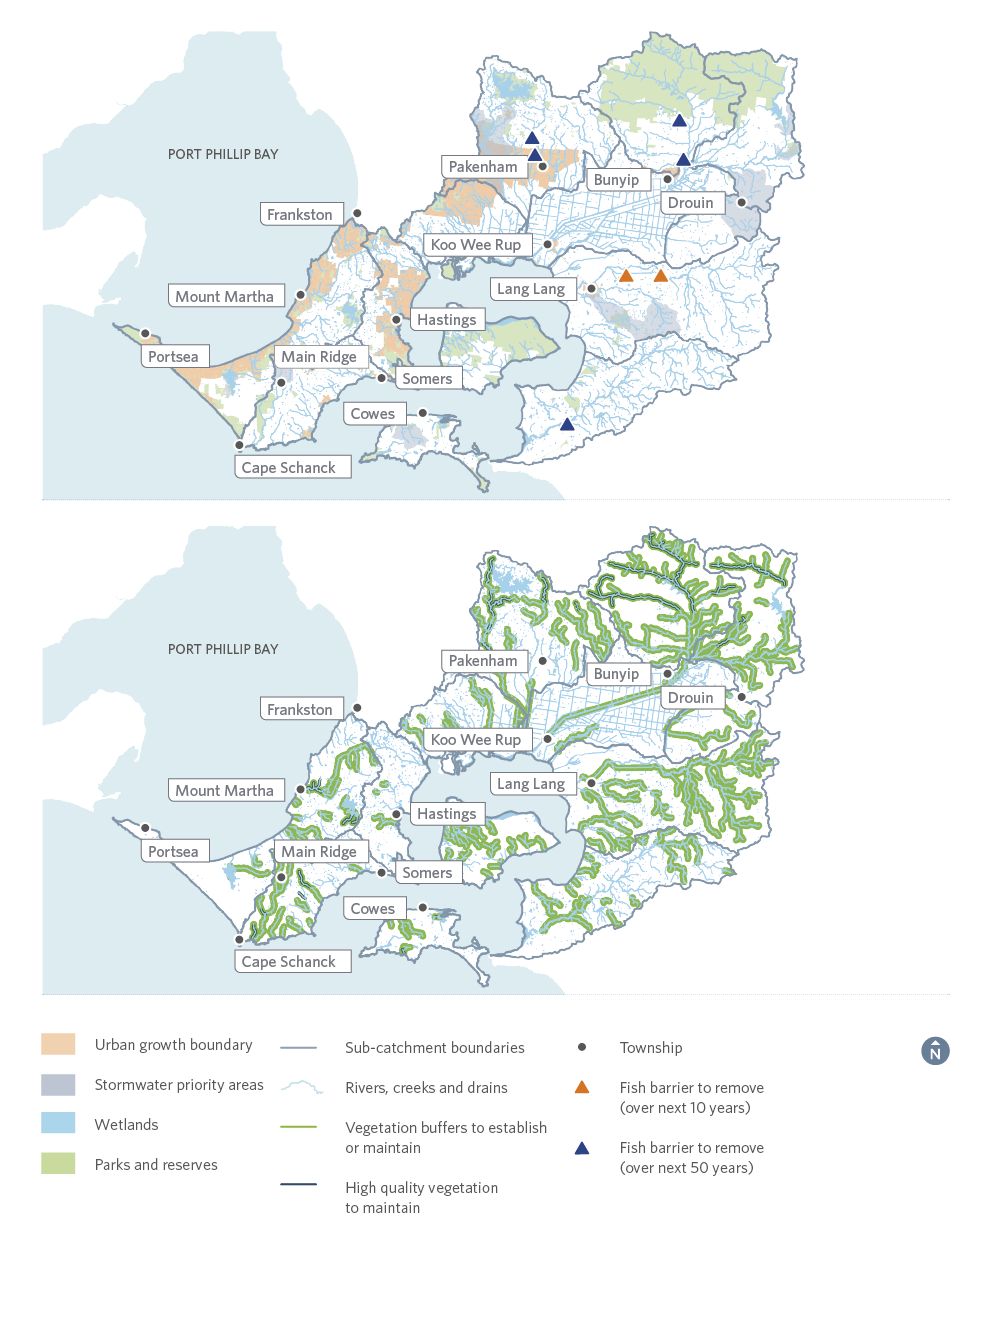 PORT PHILLIP BAY
Pakenham
Bunyip
Drouin
Frankston
Koo Wee Rup
Mount Martha
Lang Lang
Hastings
Portsea
Main Ridge
Somers
Cowes
Cape Schanck
PORT PHILLIP BAY
Pakenham
Bunyip
Drouin
Frankston
Koo Wee Rup
Mount Martha
Lang Lang
Hastings
Portsea
Main Ridge
Somers
Cowes
Cape Schanck
Urban growth boundary
Stormwater priority areas
Wetlands
Parks and reserves
Sub-catchment boundaries
Rivers, creeks and drains
Vegetation buffers to establish
or maintain
High quality vegetation
to maintain
Township
Fish barrier to remove
(over next 10 years)
Fish barrier to remove
(over next 50 years)
N